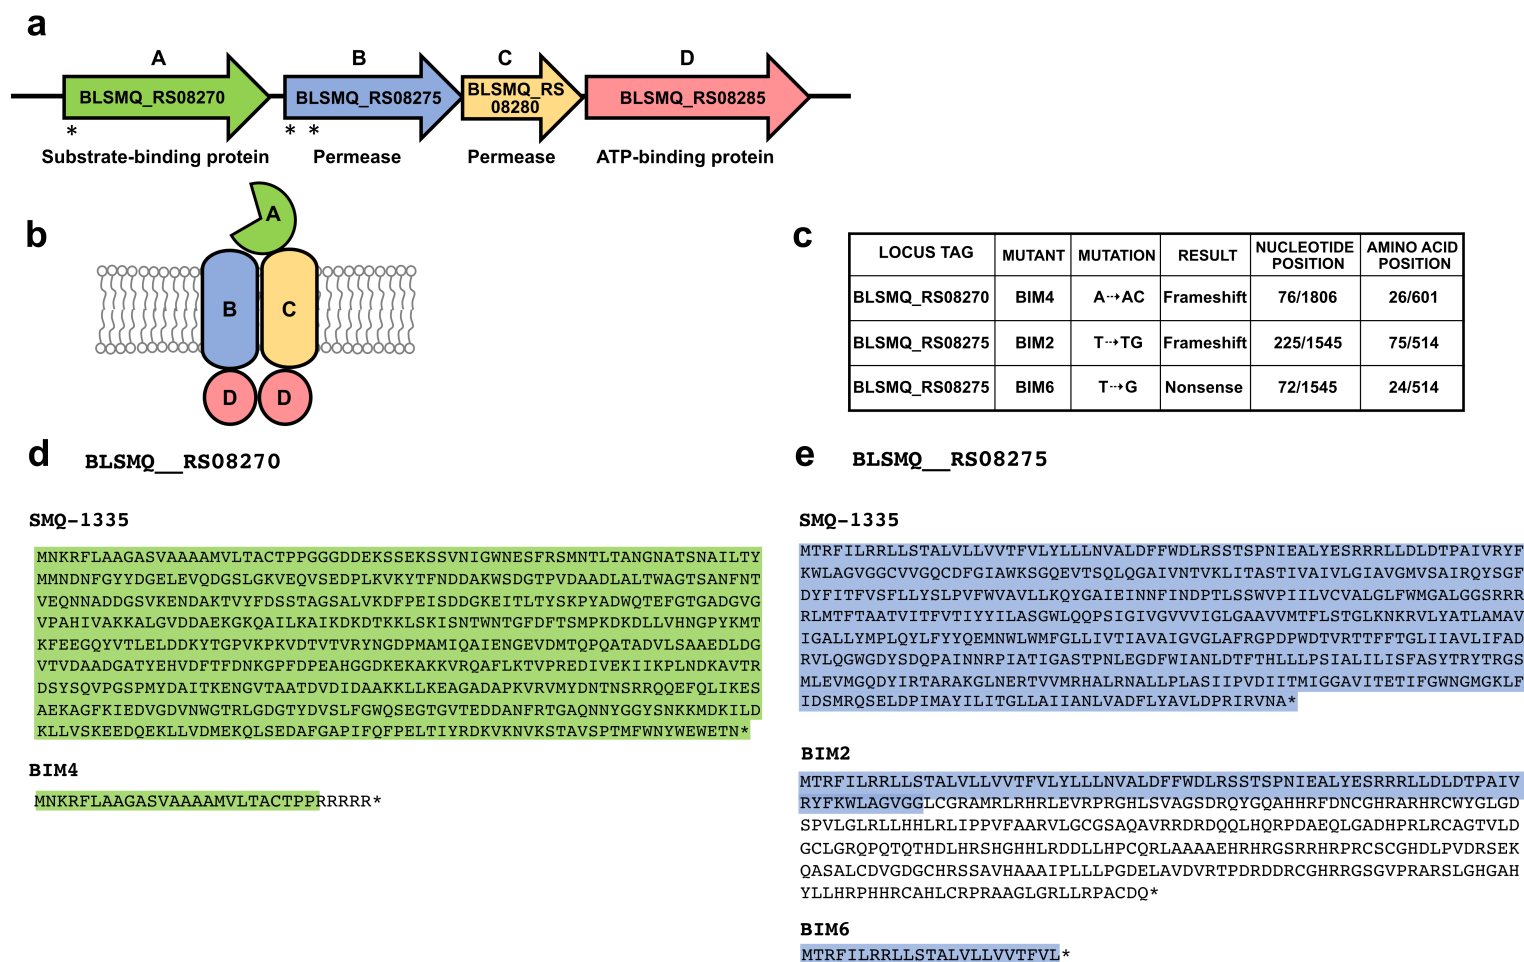 a
A B C D
BLSMQ_RS08270 BLSMQ_RS08275 BLSMQ_RS 08280 BLSMQ_RS08285
* * *
Substrate-binding protein Permease Permease ATP-binding protein
b
A
B C
D D
c
LOCUS TAG MUTANT MUTATION RESULT NUCLEOTIDE POSITION AMINO ACID POSITION
BLSMQ_RS08270 BIM4 A⇢AC Frameshift 76/1806 26/601
BLSMQ_RS08275 BIM2 T⇢TG Frameshift 225/1545 75/514
BLSMQ_RS08275 BIM6 T⇢G Nonsense 72/1545 24/514
d BLSMQ__RS08270
SMQ-1335
MNKRFLAAGASVAAAAMVLTACTPPGGGDDEKSSEKSSVNIGWNESFRSMNTLTANGNATSNAILTY
MMNDNFGYYDGELEVQDGSLGKVEQVSEDPLKVKYTFNDDAKWSDGTPVDAADLALTWAGTSANFNT
VEQNNADDGSVKENDAKTVYFDSSTAGSALVKDFPEISDDGKEITLTYSKPYADWQTEFGTGADGVG
VPAHIVAKKALGVDDAEKGKQAILKAIKDKDTKKLSKISNTWNTGFDFTSMPKDKDLLVHNGPYKMT
KFEEGQYVTLELDDKYTGPVKPKVDTVTVRYNGDPMAMIQAIENGEVDMTQPQATADVLSAAEDLDG
VTVDAADGATYEHVDFTFDNKGPFDPEAHGGDKEKAKKVRQAFLKTVPREDIVEKIIKPLNDKAVTR
DSYSQVPGSPMYDAITKENGVTAATDVDIDAAKKLLKEAGADAPKVRVMYDNTNSRRQQEFQLIKES
AEKAGFKIEDVGDVNWGTRLGDGTYDVSLFGWQSEGTGVTEDDANFRTGAQNNYGGYSNKKMDKILD
KLLVSKEEDQEKLLVDMEKQLSEDAFGAPIFQFPELTIYRDKVKNVKSTAVSPTMFWNYWEWETN*
BIM4
MNKRFLAAGASVAAAAMVLTACTPPRRRRR*
e BLSMQ__RS08275
SMQ-1335
MTRFILRRLLSTALVLLVVTFVLYLLLNVALDFFWDLRSSTSPNIEALYESRRRLLDLDTPAIVRYF
KWLAGVGGCVVGQCDFGIAWKSGQEVTSQLQGAIVNTVKLITASTIVAIVLGIAVGMVSAIRQYSGF
DYFITFVSFLLYSLPVFWVAVLLKQYGAIEINNFINDPTLSSWVPIILVCVALGLFWMGALGGSRRR
RLMTFTAATVITFVTIYYILASGWLQQPSIGIVGVVVIGLGAAVVMTFLSTGLKNKRVLYATLAMAV
IGALLYMPLQYLFYYQEMNWLWMFGLLIVTIAVAIGVGLAFRGPDPWDTVRTTFFTGLIIAVLIFAD
RVLQGWGDYSDQPAINNRPIATIGASTPNLEGDFWIANLDTFTHLLLPSIALILISFASYTRYTRGS
MLEVMGQDYIRTARAKGLNERTVVMRHALRNALLPLASIIPVDIITMIGGAVITETIFGWNGMGKLF
IDSMRQSELDPIMAYILITGLLAIIANLVADFLYAVLDPRIRVNA*
BIM2
MTRFILRRLLSTALVLLVVTFVLYLLLNVALDFFWDLRSSTSPNIEALYESRRRLLDLDTPAIV
RYFKWLAGVGGLCGRAMRLRHRLEVRPRGHLSVAGSDRQYGQAHHRFDNCGHRARHRCWYGLGD
SPVLGLRLLHHLRLIPPVFAARVLGCGSAQAVRRDRDQQLHQRPDAEQLGADHPRLRCAGTVLD
GCLGRQPQTQTHDLHRSHGHHLRDDLLHPCQRLAAAAEHRHRGSRRHRPRCSCGHDLPVDRSEK
QASALCDVGDGCHRSSAVHAAAIPLLLPGDELAVDVRTPDRDDRCGHRRGSGVPRARSLGHGAH
YLLHRPHHRCAHLCRPRAAGLGRLLRPACDQ*
BIM6
MTRFILRRLLSTALVLLVVTFVL*